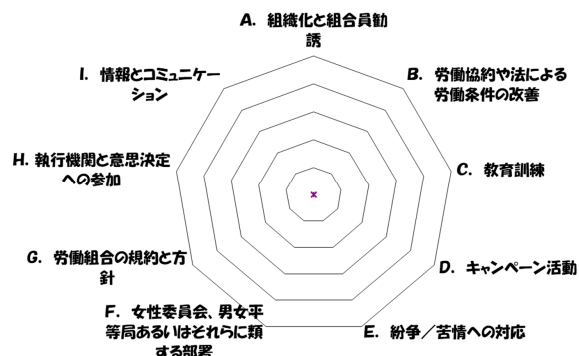 A. 組織化と組合員勧
誘
B. 労働協約や法による
労働条件の改善
C. 教育訓練
D. キャンペーン活動
E. 紛争／苦情への対応
F. 女性委員会、男女平
等局あるいはそれらに類
する部署
G. 労働組合の規約と方
針
H. 執行機関と意思決定
への参加
I. 情報とコミュニケー
ション